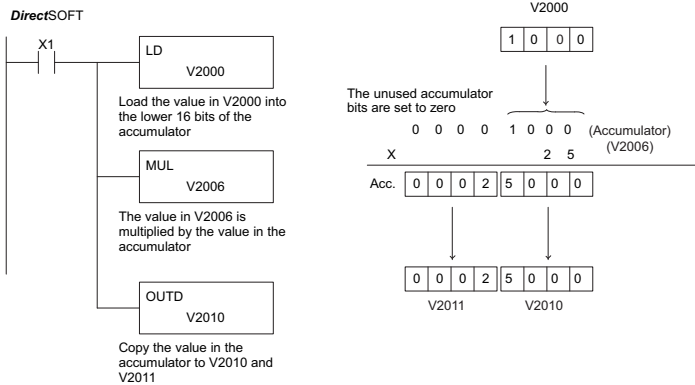 DirectSOFT
X1
LD
V2000
Load the value in V2000 into
the lower 16 bits of the
accumulator
MUL
V2006
The value in V2006 is
multiplied by the value in the
accumulator
OUTD
V2010
Copy the value in the
accumulator to V2010 and
V2011
V2000
1 0 0 0
The unused accumulator
bits are set to zero
0 0 0 0 1 0 0 0 (Accumulator)
(V2006)
X 2 5
Acc. 0 0 0 2 5 0 0 0
0 0 0 2 5 0 0 0
V2011 V2010